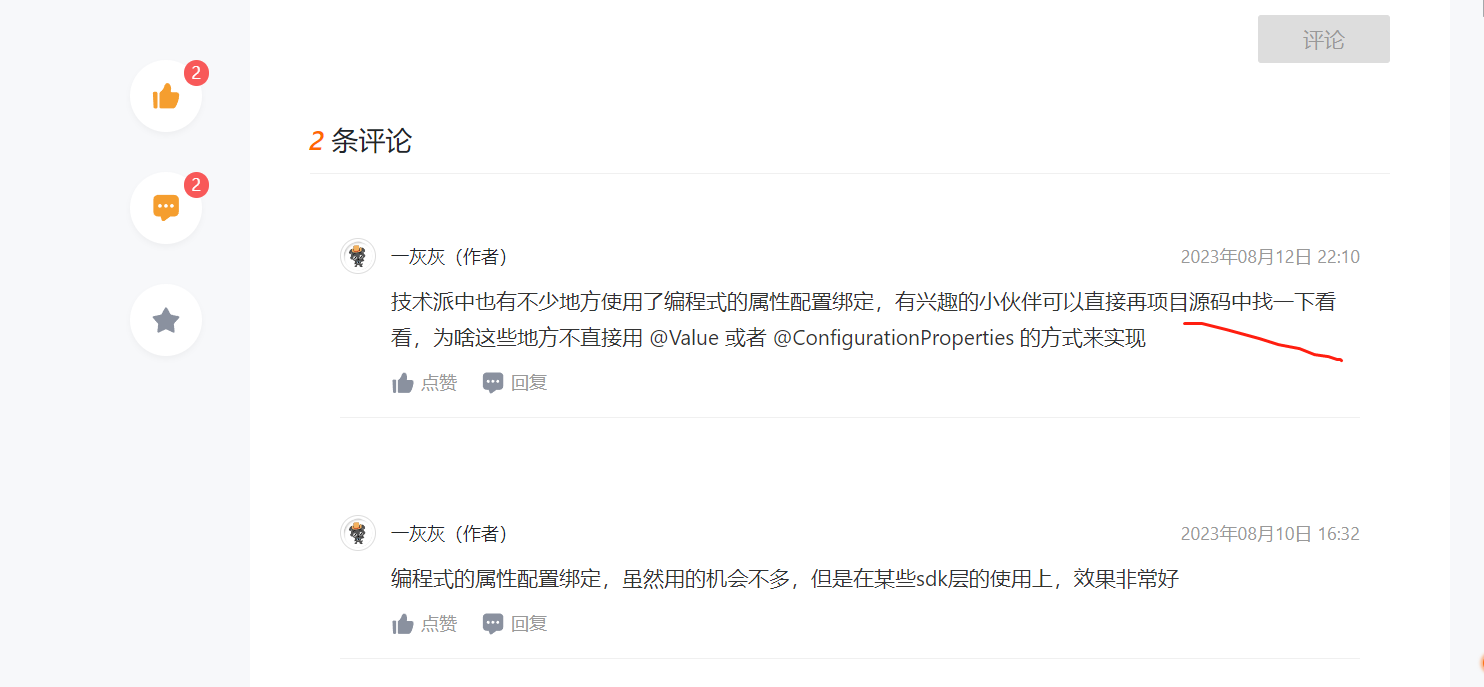 评论
2
2 条评论
2
一灰灰（作者）
2023年08月12日 22:10
技术派中也有不少地方使用了编程式的属性配置绑定，有兴趣的小伙伴可以直接再项目源码中找一下看
看，为啥这些地方不直接用 @Value 或者 @ConfigurationProperties 的方式来实现
点赞 回复
一灰灰（作者）
2023年08月10日 16:32
编程式的属性配置绑定，虽然用的机会不多，但是在某些sdk层的使用上，效果非常好
点赞 回复